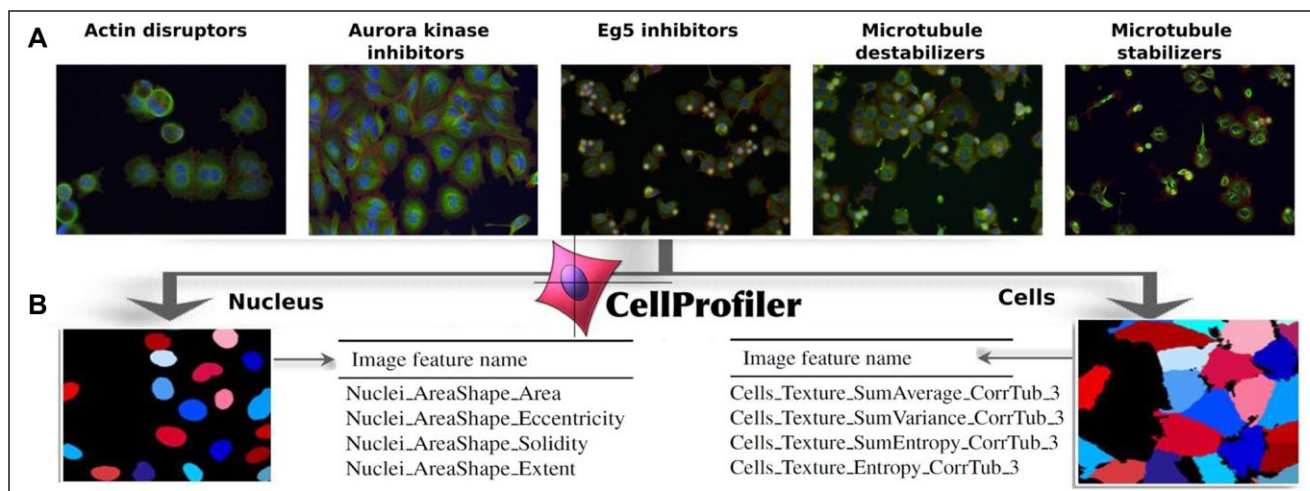 A
Actin disruptors
Aurora kinase
inhibitors
Eg5 inhibitors
Microtubule
destabilizers
Microtubule
stabilizers
B
Nucleus
CellProfiler
Cells
Image feature name
Nuclei_AreaShape_Area
Nuclei_AreaShape_Eccentricity
Nuclei_AreaShape_Solidity
Nuclei_AreaShape_Extent
Image feature name
Cells_Texture_SumAverage_CorrTub_3
Cells_Texture_SumVariance_CorrTub_3
Cells_Texture_SumEntropy_CorrTub_3
Cells_Texture_Entropy_CorrTub_3